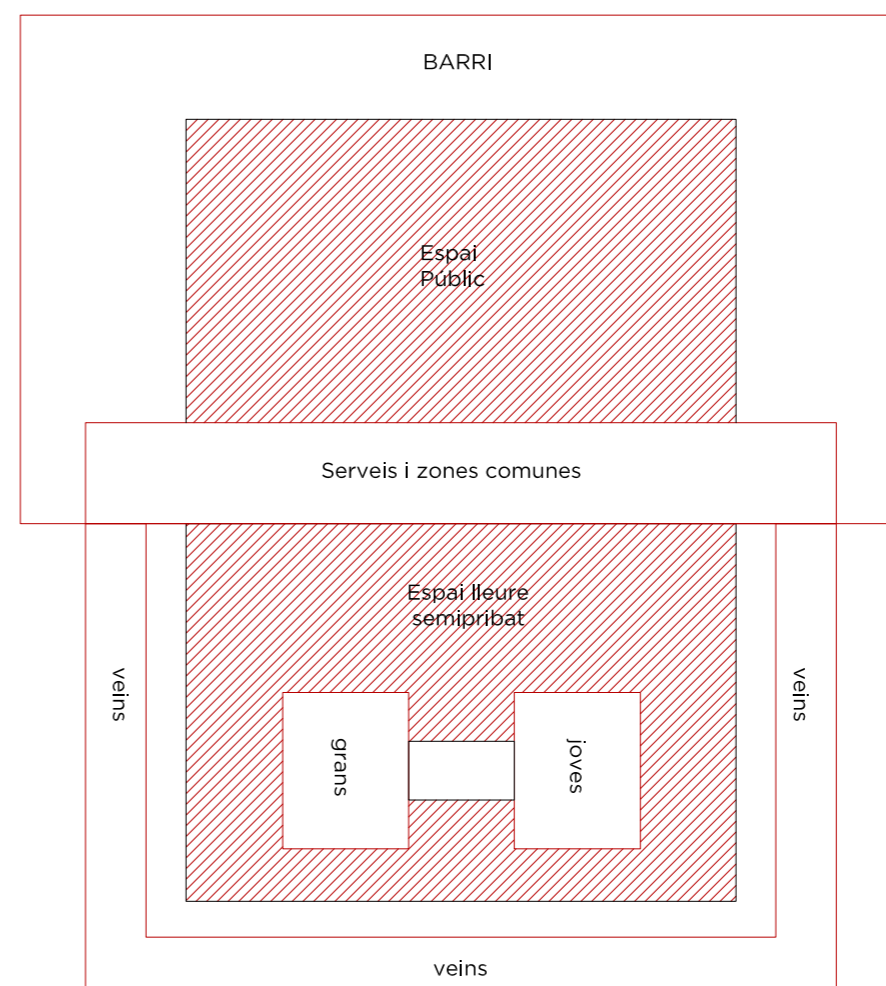 BARRI
Espai
Públic
Serveis i zones comunes
Espai lleure
semipribat
veins
veins
grans
joves
veins